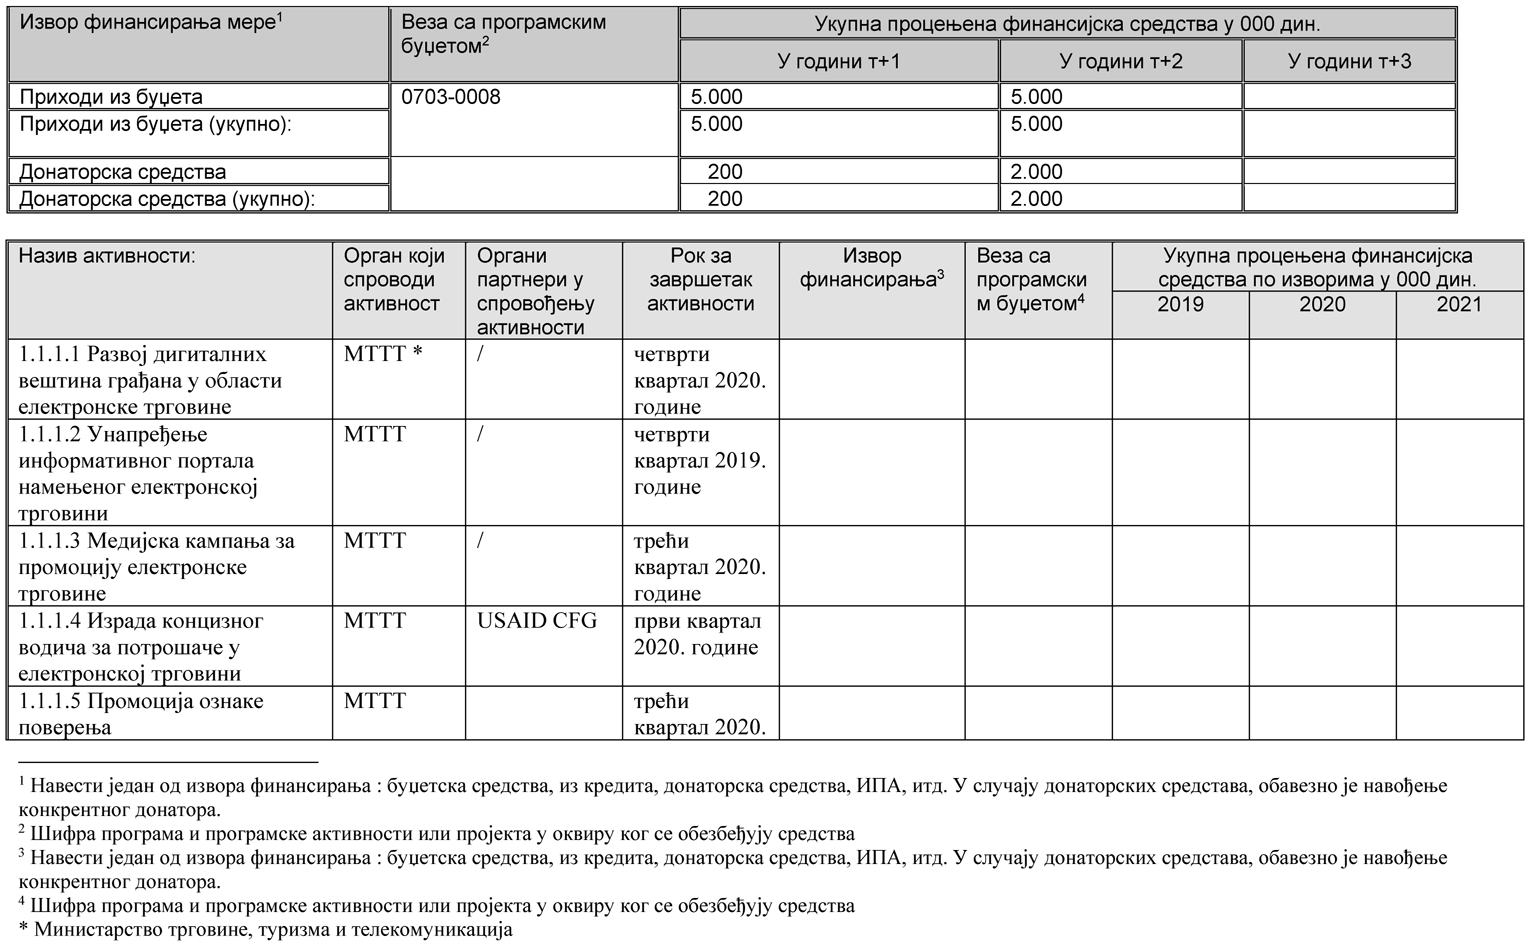 Извор финансирања мере1 Веза са програмским Укупна процењена финансијска средства у 000 дин.
буџетом2
У години т+1 У години т+2 У години т+3
Приходи из буџета 0703-0008 5.000 5.000
Приходи из буџета (укупно): 5.000 5.000
Донаторска средства 200 2.000
Донаторска средства (укупно): 200 2.000
Назив активности: Орган који Органи Рок за Извор Веза са Укупна процењена финансијска
спроводи партнери у завршетак финансирања3 програмски средства по изворима у 000 дин.
активност спровођењу активности м буџетом4 2019 2020 2021
активности
1.1.1.1 Развој дигиталних МТТТ * / четврти
вештина грађана у области квартал 2020.
електронске трговине године
1.1.1.2 Унапређење МТТТ / четврти
информативног портала квартал 2019.
намењеног електронској године
трговини
1.1.1.3 Медијска кампања за МТТТ / трећи
промоцију електронске квартал 2020.
трговине године
1.1.1.4 Израда концизног МТТТ USAID CFG први квартал
водича за потрошаче у 2020. године
електронској трговини
1.1.1.5 Промоција ознаке МТТТ трећи
поверења квартал 2020.
1 Навести један од извора финансирања : буџетска средства, из кредита, донаторска средства, ИПА, итд. У случају донаторских средстава, обавезно је навођење
конкретног донатора.
2 Шифра програма и програмске активности или пројекта у оквиру ког се обезбеђују средства
3 Навести један од извора финансирања : буџетска средства, из кредита, донаторска средства, ИПА, итд. У случају донаторских средстава, обавезно је навођење
конкретног донатора.
4 Шифра програма и програмске активности или пројекта у оквиру ког се обезбеђују средства
* Министарство трговине, туризма и телекомуникација